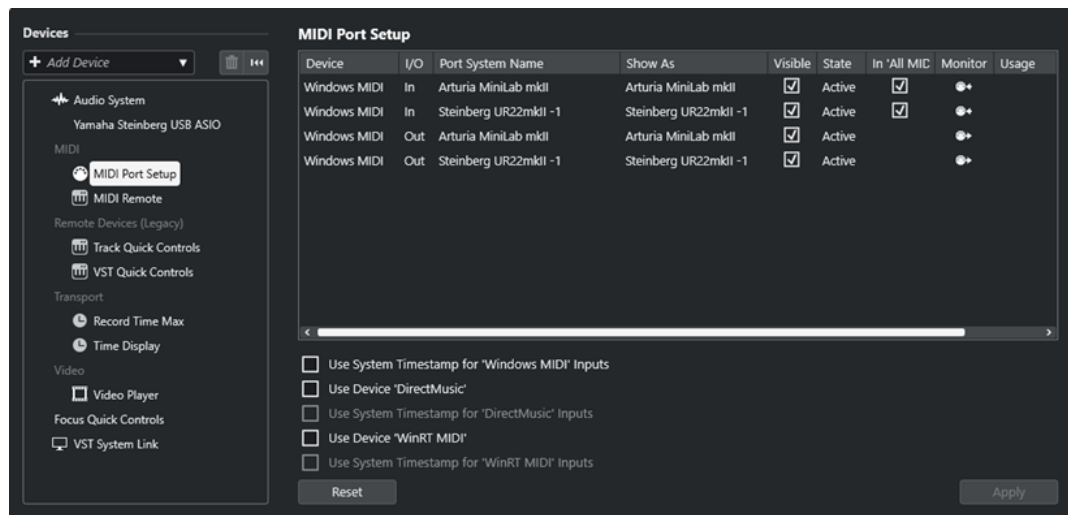 Devices
+ Add Device
Audio System
Yamaha Steinberg USB ASIO
MIDI
MIDI Port Setup
MIDI Remote
Remote Devices (Legacy)
Track Quick Controls
VST Quick Controls
Transport
Record Time Max
Time Display
Video
Video Player
Focus Quick Controls
VST System Link
MIDI Port Setup
Device I/O Port System Name Show As Visible State In 'All MID Monitor Usage
Windows MIDI In Arturia MiniLab mkII Arturia MiniLab mkII Active
Windows MIDI In Steinberg UR22mkII -1 Steinberg UR22mkII -1 Active
Windows MIDI Out Arturia MiniLab mkII Arturia MiniLab mkII Active
Windows MIDI Out Steinberg UR22mkII -1 Steinberg UR22mkII -1 Active
Use System Timestamp for 'Windows MIDI' Inputs
Use Device 'DirectMusic'
Use System Timestamp for 'DirectMusic' Inputs
Use Device 'WinRT MIDI'
Use System Timestamp for 'WinRT MIDI' Inputs
Reset
Apply